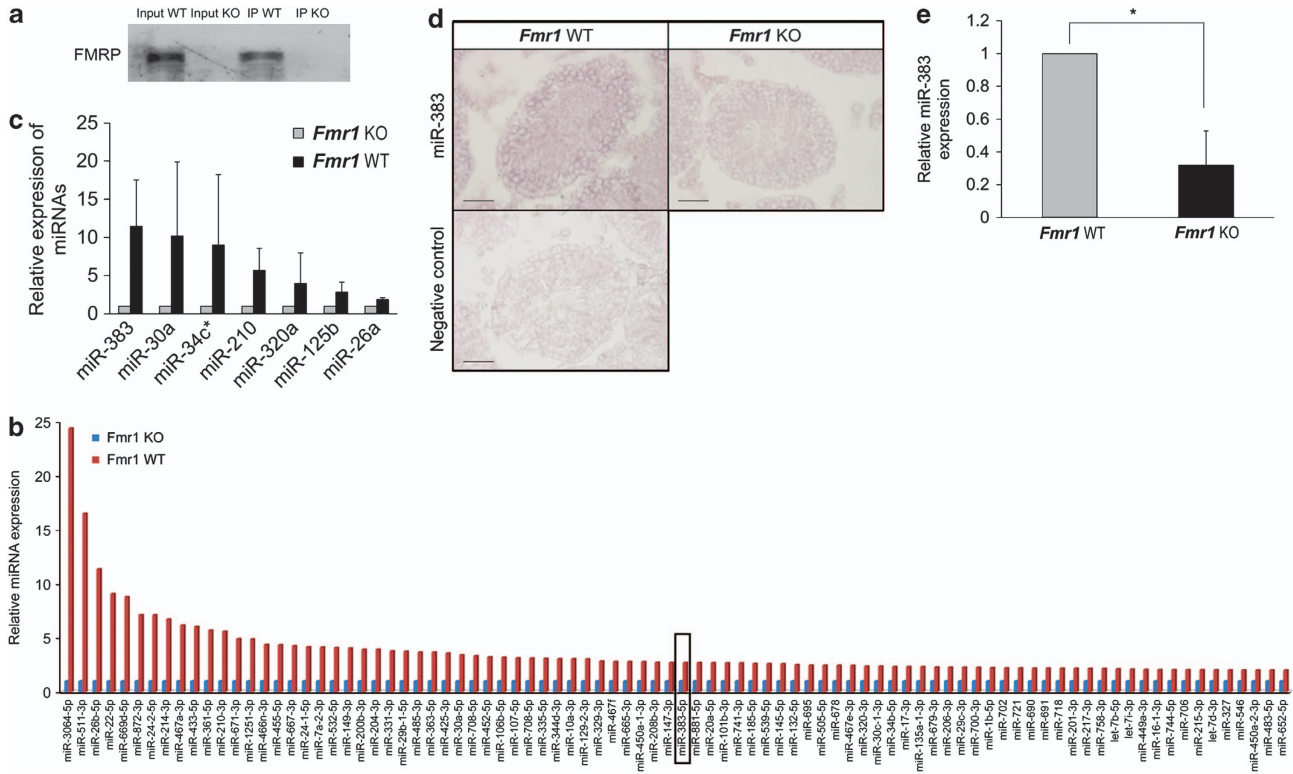 a
Input WT Input KO IP WT IP KO
FMRP
c
Relative expresison of
miRNAs
25
20
15
10
5
0
Fmr1 KO
Fmr1 WT
miR-383
miR-30a
miR-34c*
miR-210
miR-320a
miR-125b
miR-26a
d
Fmr1 WT
Fmr1 KO
miR-383
Negative control
e
Relative miR-383
expression
1.2
1
0.8
0.6
0.4
0.2
0
*
Fmr1 WT
Fmr1 KO
b
Relative miRNA expression
25
20
15
10
5
0
Fmr1 KO
Fmr1 WT
miR-3064-5p
miR-511-3p
miR-26b-5p
miR-22-5p
miR-669d-5p
miR-872-3p
miR-24-2-5p
miR-214-3p
miR-467a-3p
miR-433-5p
miR-361-5p
miR-210-3p
miR-671-3p
miR-1251-3p
miR-466n-3p
miR-455-5p
miR-667-3p
miR-24-1-5p
miR-7a-2-3p
miR-532-5p
miR-149-3p
miR-200b-3p
miR-204-3p
miR-331-3p
miR-29b-1-5p
miR-485-3p
miR-363-5p
miR-425-3p
miR-30a-5p
miR-708-5p
miR-452-5p
miR-106b-5p
miR-107-5p
miR-708-5p
miR-335-5p
miR-344d-3p
miR-10a-3p
miR-129-2-3p
miR-329-3p
miR-467f
miR-665-3p
miR-450a-1-3p
miR-208b-3p
miR-147-3p
miR-383-5p
miR-881-5p
miR-20a-5p
miR-101b-3p
miR-741-3p
miR-185-5p
miR-539-5p
miR-145-5p
miR-132-5p
miR-695
miR-505-5p
miR-678
miR-467e-3p
miR-320-3p
miR-30c-1-3p
miR-34b-5p
miR-17-3p
miR-135a-1-3p
miR-679-3p
miR-206-3p
miR-29c-3p
miR-700-3p
miR-1b-5p
miR-702
miR-721
miR-690
miR-691
miR-718
miR-201-3p
miR-217-3p
miR-758-3p
let-7b-5p
let-7i-3p
miR-449a-3p
miR-16-1-3p
miR-744-5p
miR-706
miR-215-3p
let-7d-3p
miR-327
miR-546
miR-450a-2-3p
miR-483-5p
miR-652-5p